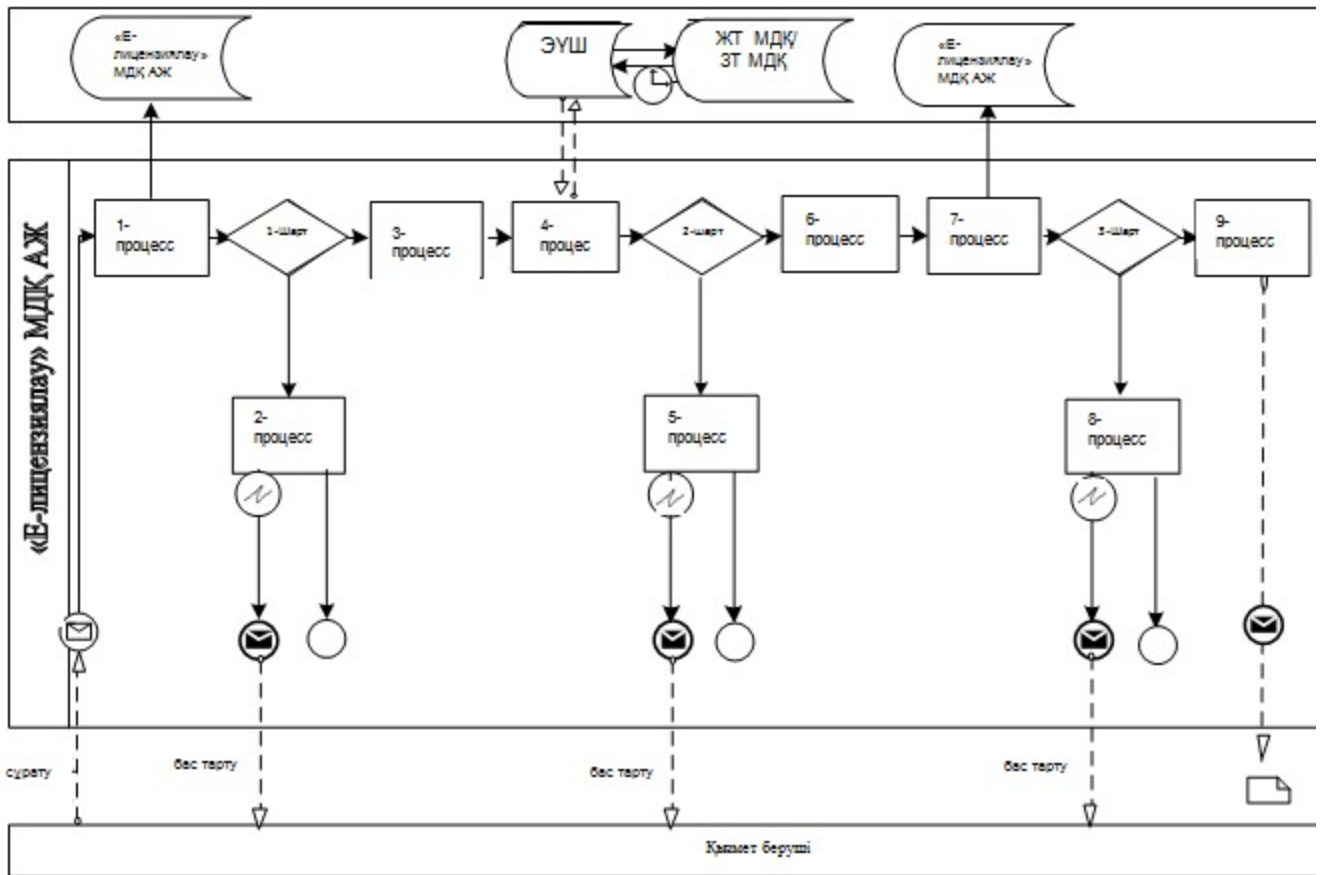 «Е-
лицензиялау»
МДҚ АЖ
ЭҮШ
ЖТ МДҚ/
ЗТ МДҚ
«Е-
лицензиялау»
МДҚ АЖ
«Е-лицензиялау» МДҚ АЖ
1-
процесс
1-Шарт
3-
процесс
4-
процес
2-шарт
6-
процесс
7-
процесс
3-Шарт
9-
процесс
2-
процесс
5-
процесс
8-
процесс
сұрату
бас тарту
бас тарту
бас тарту
Қызмет беруші